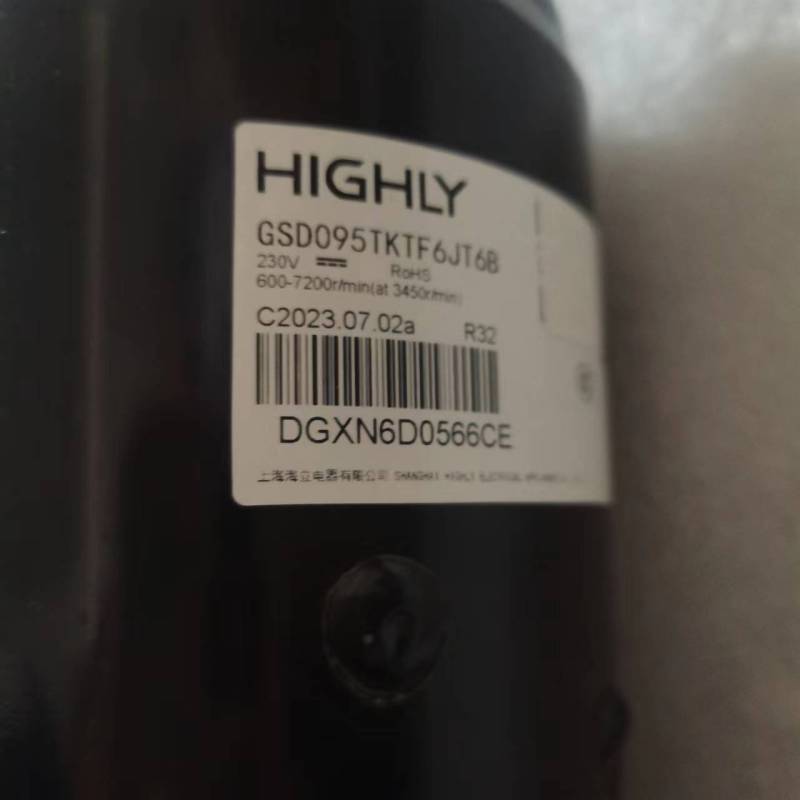 HIGHLY
GSD095TKTF6JT6B
230V RoHS
600-7200r/min(at 3450r/min)
C2023.07.02a R32
DGXN6D0566CE
上海海立电器有限公司 SHANGHAI HIGHLY ELECTRICAL